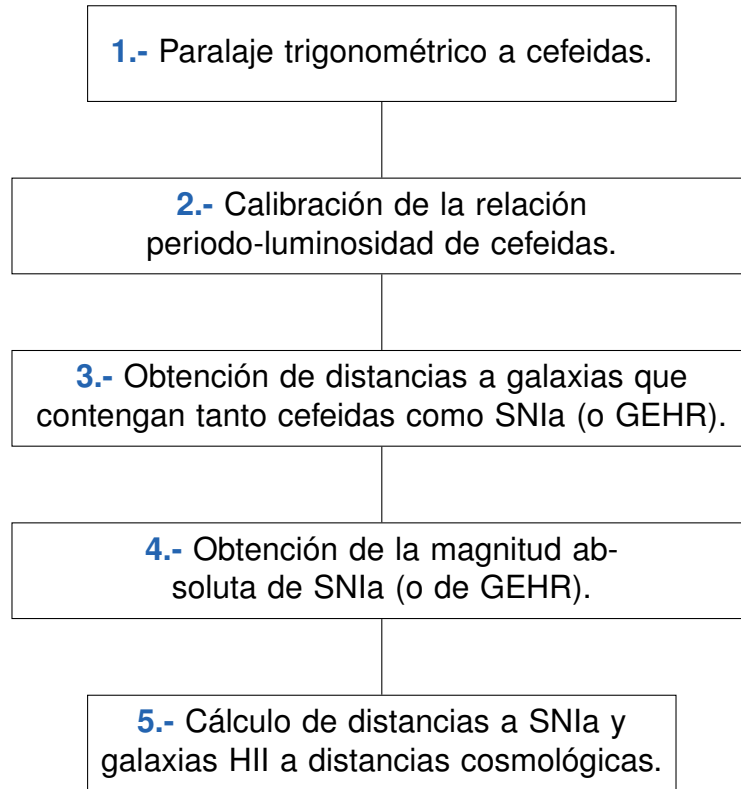 1.- Paralaje trigonométrico a cefeidas.
2.- Calibración de la relación
periodo-luminosidad de cefeidas.
3.- Obtención de distancias a galaxias que
contengan tanto cefeidas como SNIa (o GEHR).
4.- Obtención de la magnitud ab-
soluta de SNIa (o de GEHR).
5.- Cálculo de distancias a SNIa y
galaxias HII a distancias cosmológicas.